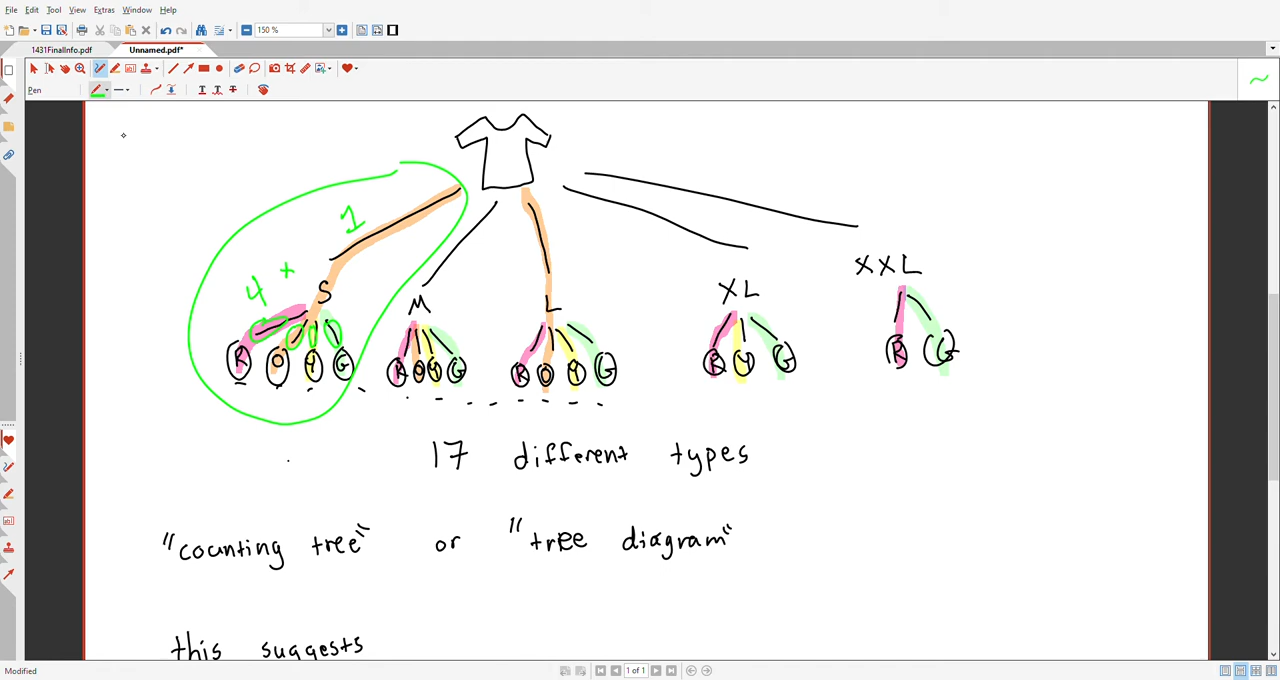 File Edit Tool View Extras Window Help
150 %
1431FinalInfo.pdf Unnamed.pdf*
Pen
1
4 +
S M L XL XXL
R O Y G R O Y G R O Y G R Y G R G
17 different types
"counting tree" or "tree diagram"
this suggests
Modified
1 of 1